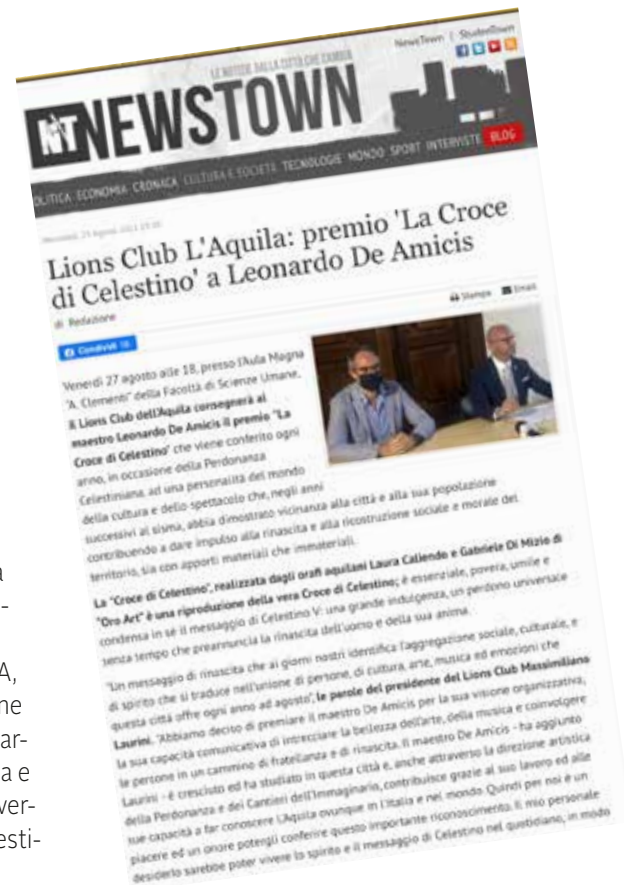 NewsTown | StudenTown
LE NOTIZIE DALLA CITTÀ CHE CAMBIA
NT NEWSTOWN
POLITICA ECONOMIA CRONACA CULTURA E SOCIETÀ TECNOLOGIE MONDO SPORT INTERVISTE BLOG
Lions Club L'Aquila: premio 'La Croce
di Celestino' a Leonardo De Amicis
di Redazione
Stampa Email
Condividi
Venerdì 27 agosto alle 18, presso l'Aula Magna
"A. Clementi" della Facoltà di Scienze Umane,
il Lions Club dell'Aquila consegnerà al
maestro Leonardo De Amicis il premio "La
Croce di Celestino" che viene conferito ogni
anno, in occasione della Perdonanza
Celestiniana, ad una personalità del mondo
della cultura e dello spettacolo che, negli anni
successivi al sisma, abbia dimostrato vicinanza alla città e alla sua popolazione
contribuendo a dare impulso alla rinascita e alla ricostruzione sociale e morale del
territorio, sia con apporti materiali che immateriali.
La "Croce di Celestino", realizzata dagli orafi aquilani Laura Caliendo e Gabriele Di Mizio di
"Oro Art" è una riproduzione della vera Croce di Celestino; è essenziale, povera, umile e
condensa in sé il messaggio di Celestino V: una grande indulgenza, un perdono universale
senza tempo che preannuncia la rinascita dell'uomo e della sua anima.
"Un messaggio di rinascita che ai giorni nostri identifica l'aggregazione sociale, culturale, e
di spirito che si traduce nell'unione di persone, di cultura, arte, musica ed emozioni che
questa città offre ogni anno ad agosto", le parole del presidente del Lions Club Massimiliano
Laurini. "Abbiamo deciso di premiare il maestro De Amicis per la sua visione organizzativa,
la sua capacità comunicativa di intrecciare la bellezza dell'arte, della musica e coinvolgere
le persone in un cammino di fratellanza e di rinascita. Il maestro De Amicis - ha aggiunto
Laurini - è cresciuto ed ha studiato in questa città e, anche attraverso la direzione artistica
della Perdonanza e dei Cantieri dell'Immaginario, contribuisce grazie al suo lavoro ed alle
sue capacità a far conoscere L'Aquila ovunque in l'Italia e nel mondo. Quindi per noi è un
piacere ed un onore potergli conferire questo importante riconoscimento. Il mio personale
desiderio sarebbe poter vivere lo spirito e il messaggio di Celestino nel quotidiano, in modo
a
-
A,
ne
ar-
a e
ver-
esti-